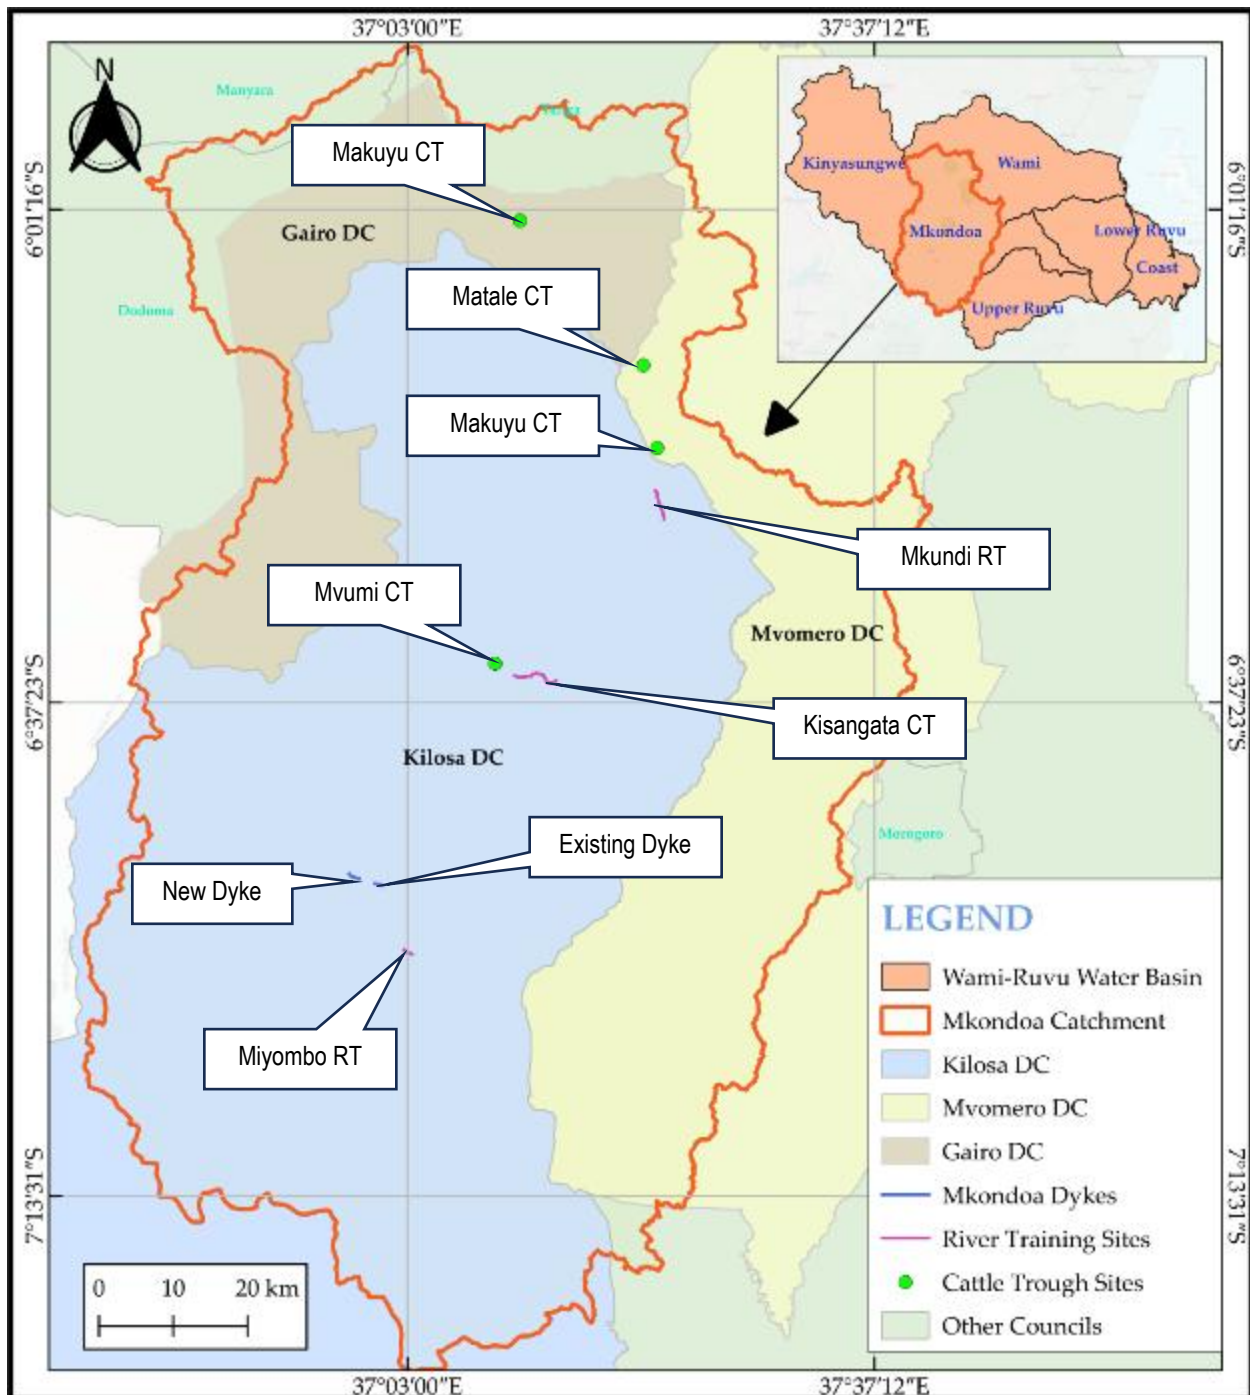 37°03'00"E
37°37'12"E
N
Manyara
Tanga
Makuyu CT
Kinyasungwe
Wami
6°01'16"S
6°01'16"S
Gairo DC
Mkondoa
Lower Ruvu
Coast
Matale CT
Dodoma
Upper Ruvu
Makuyu CT
Mkundi RT
Mvumi CT
Mvomero DC
6°37'23"S
6°37'23"S
Kisangata CT
Kilosa DC
Existing Dyke
Morogoro
New Dyke
LEGEND
Wami-Ruvu Water Basin
Mkondoa Catchment
Miyombo RT
Kilosa DC
Mvomero DC
Gairo DC
Mkondoa Dykes
7°13'31"S
7°13'31"S
River Training Sites
Cattle Trough Sites
0 10 20 km
Other Councils
37°03'00"E
37°37'12"E